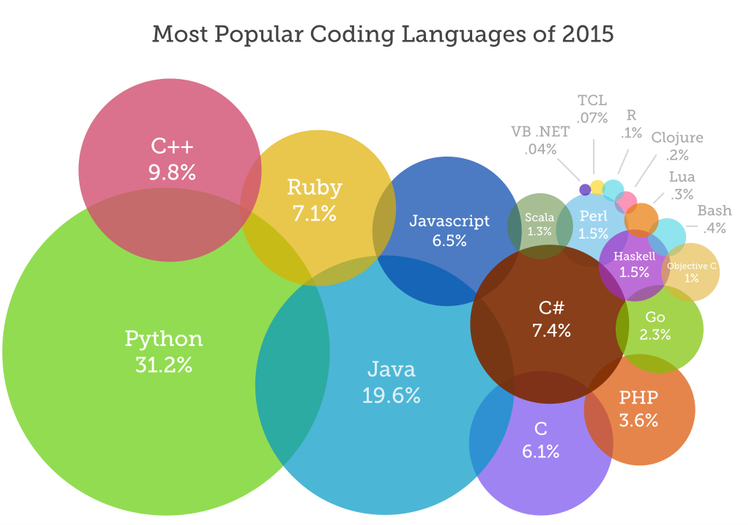 Most Popular Coding Languages of 2015
TCL
.07%
R
.1%
VB .NET
.04%
Clojure
.2%
C++
9.8%
Lua
.3%
Ruby
7.1%
Bash
.4%
Javascript
6.5%
Scala
1.3%
Perl
1.5%
Haskell
1.5%
Objective C
1%
C#
7.4%
Go
2.3%
Python
31.2%
Java
19.6%
PHP
3.6%
C
6.1%